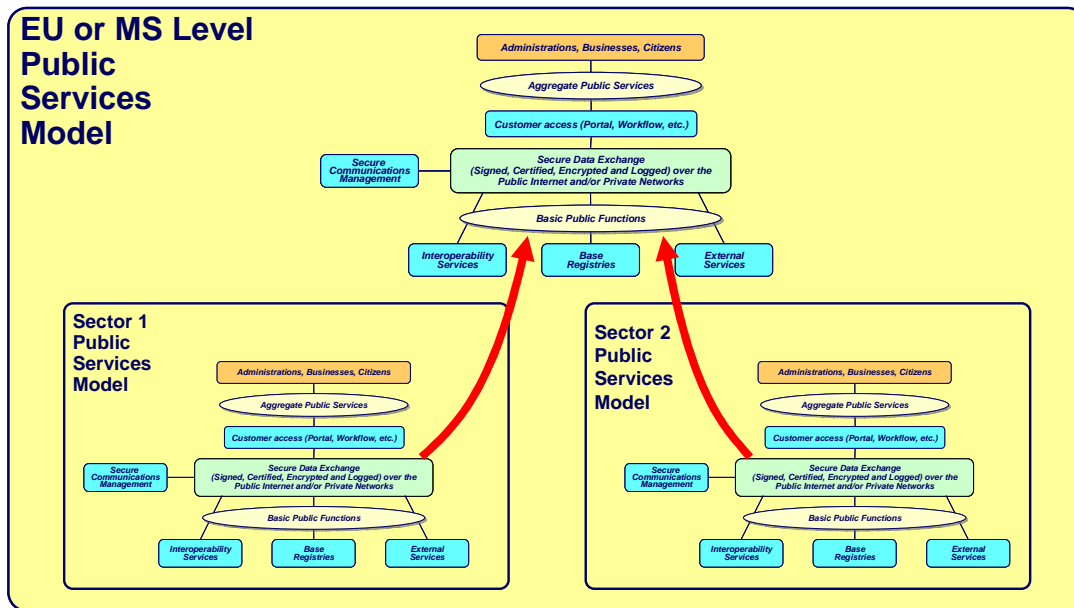 EU or MS Level
Public
Services
Model
Administrations, Businesses, Citizens
Aggregate Public Services
Customer access (Portal, Workflow, etc.)
Secure
Communications
Management
Secure Data Exchange
(Signed, Certified, Encrypted and Logged) over the
Public Internet and/or Private Networks
Basic Public Functions
Interoperability
Services
Base
Registries
External
Services
Sector 1
Public
Services
Model
Administrations, Businesses, Citizens
Aggregate Public Services
Customer access (Portal, Workflow, etc.)
Secure
Communications
Management
Secure Data Exchange
(Signed, Certified, Encrypted and Logged) over the
Public Internet and/or Private Networks
Basic Public Functions
Interoperability
Services
Base
Registries
External
Services
Sector 2
Public
Services
Model
Administrations, Businesses, Citizens
Aggregate Public Services
Customer access (Portal, Workflow, etc.)
Secure
Communications
Management
Secure Data Exchange
(Signed, Certified, Encrypted and Logged) over the
Public Internet and/or Private Networks
Basic Public Functions
Interoperability
Services
Base
Registries
External
Services